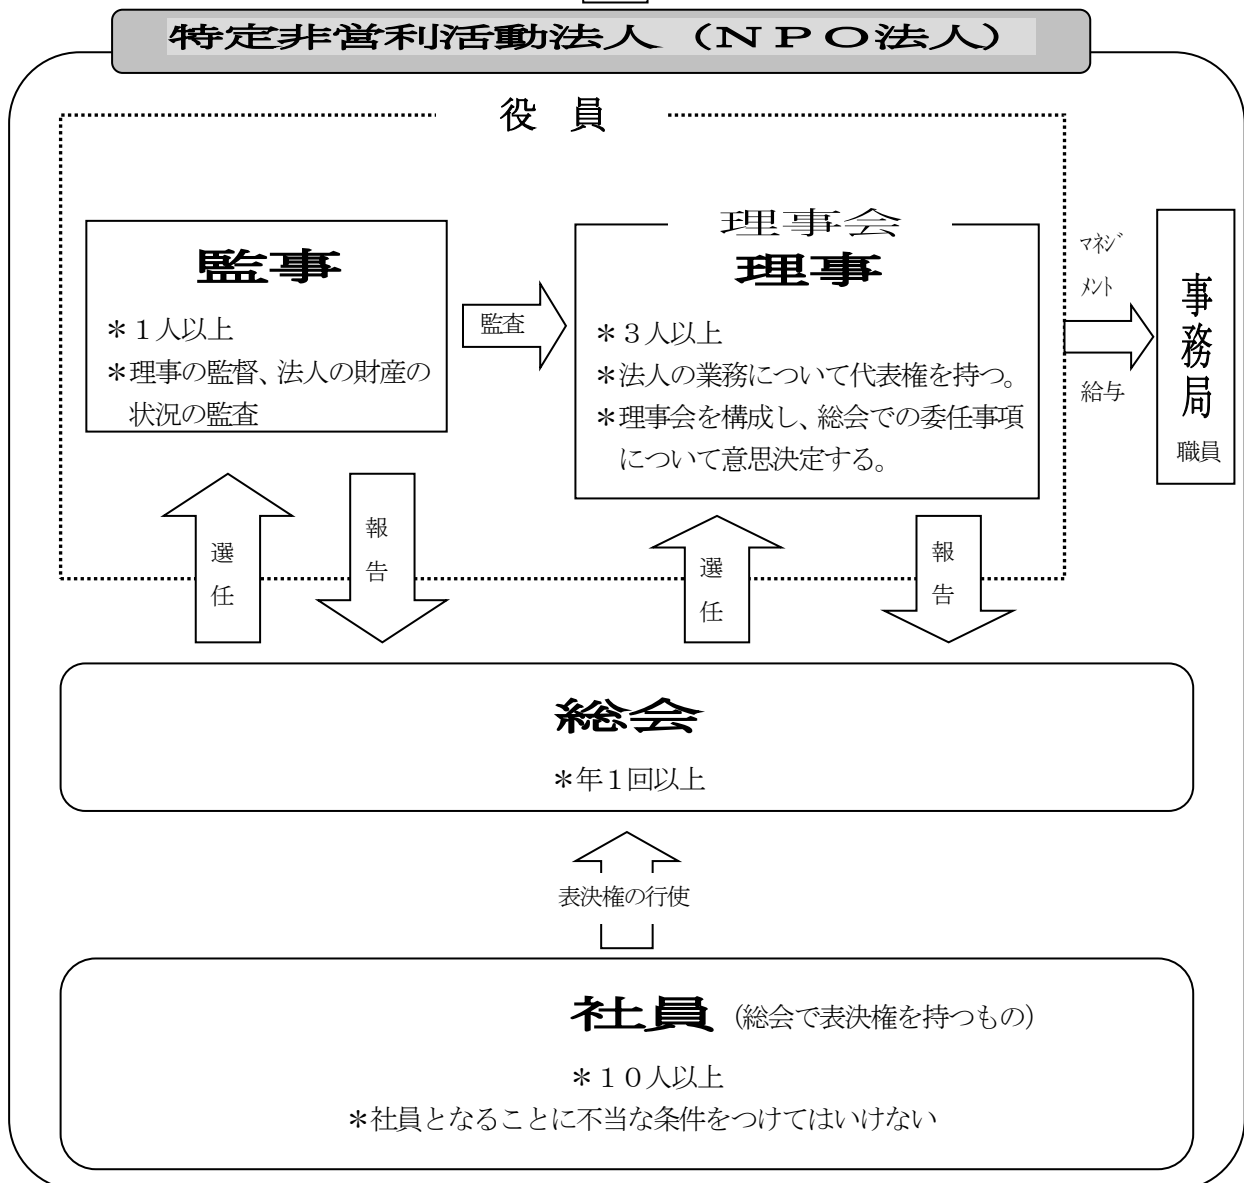 特定非営利活動法人（ＮＰＯ法人）
役　員
監事
＊１人以上
＊理事の監督、法人の財産の
状況の監査
監査
理事会
理事
＊３人以上
＊法人の業務について代表権を持つ。
＊理事会を構成し、総会での委任事項
について意思決定する。
ﾏﾈｼﾞ
ﾒﾝﾄ
給与
事務局
職員
選任
報告
選任
報告
総会
＊年１回以上
表決権の行使
社員（総会で表決権を持つもの）
＊１０人以上
＊社員となることに不当な条件をつけてはいけない